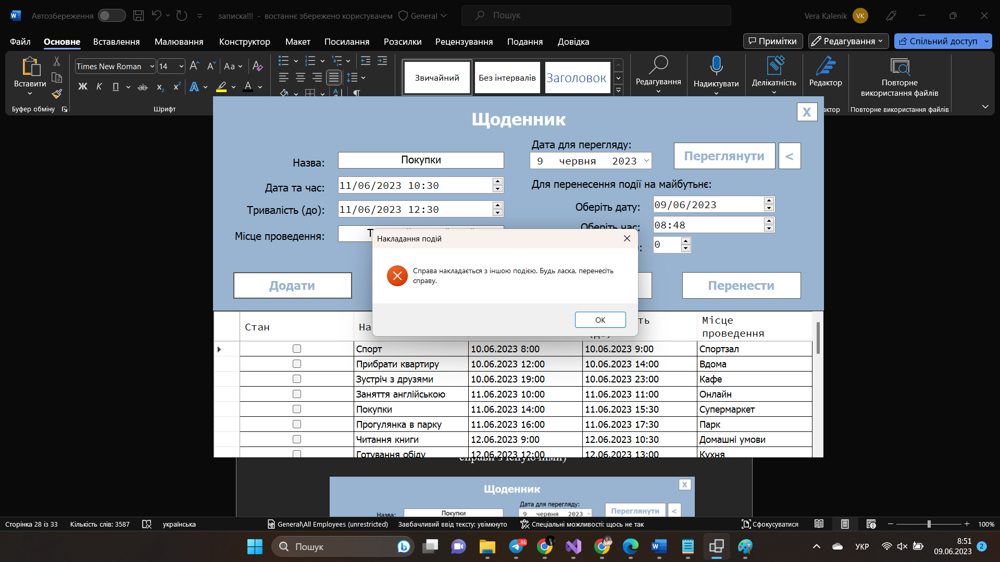 Автозбереження
записка!!! - востаннє збережено користувачем
General
Пошук
Vera Kalenik
VK
Файл Основне Вставлення Малювання Конструктор Макет Посилання Розсилки Рецензування Подання Довідка
Примітки
Редагування
Спільний доступ
Вставити
Times New Roman 14
Звичайний
Без інтервалів
Заголовок
Редагування
Надиктувати
Делікатність
Редактор
Повторне
використання файлів
Буфер обміну
Шрифт
Повторне використання файлів
Щоденник
X
Назва:
Покупки
Дата для перегляду:
9 червня 2023
Переглянути
<
Дата та час:
11/06/2023 10:30
Для перенесення події на майбутьнє:
Тривалість (до):
11/06/2023 12:30
Оберіть дату:
09/06/2023
Оберіть час:
08:48
Місце проведення:
0
Накладання подій
Справа накладається з іншою подією. Будь ласка, перенесіть
справу.
OK
Додати
Перенести
Стан
Місце
проведення
Спорт 10.06.2023 8:00 10.06.2023 9:00 Спортзал
Прибрати квартиру 10.06.2023 12:00 10.06.2023 14:00 Вдома
Зустріч з друзями 10.06.2023 19:00 10.06.2023 23:00 Кафе
Заняття англійською 11.06.2023 10:00 11.06.2023 11:00 Онлайн
Покупки 11.06.2023 14:00 11.06.2023 15:30 Супермаркет
Прогулянка в парку 11.06.2023 16:00 11.06.2023 17:30 Парк
Читання книги 12.06.2023 9:00 12.06.2023 10:30 Домашні умови
Готування обіду 12.06.2023 12:00 12.06.2023 13:00 Кухня
справи з існуючими)
Щоденник
X
Дата для перегляду:
Назва:
Покупки
9 червня 2023
Переглянути
<
Сторінка 28 із 33
Кількість слів: 3587
українська
General\All Employees (unrestricted)
Завбачливий ввід тексту: увімкнуто
Спеціальні можливості: щось не так
Сфокусуватися
100%
Пошук
..86
УКР
8:51
09.06.2023
2